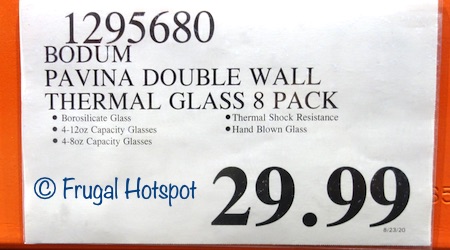 1295680
BODUM
PAVINA DOUBLE WALL
THERMAL GLASS 8 PACK
• Borosilicate Glass
• Thermal Shock Resistance
• 4-12oz Capacity Glasses
• Hand Blown Glass
• 4-8oz Capacity Glasses
© Frugal Hotspot
29.99
8/23/20